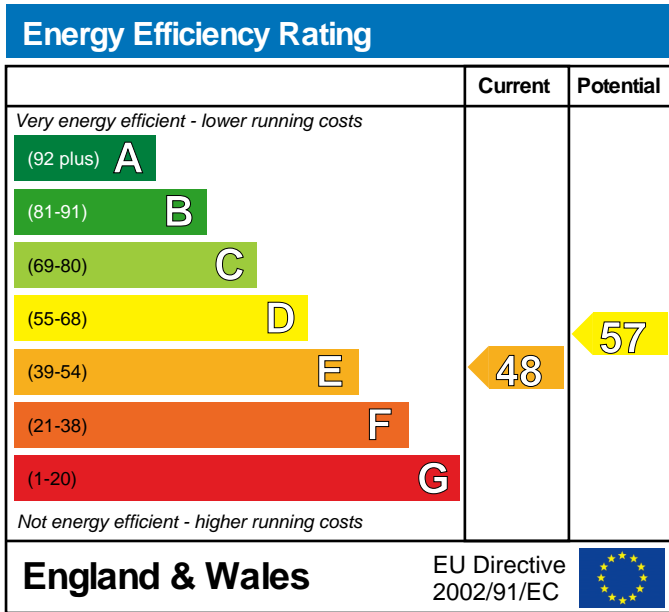 Energy Efficiency Rating
Current Potential
Very energy efficient - lower running costs
(92 plus) A
(81-91) B
(69-80) C
(55-68) D
57
(39-54) E
48
(21-38) F
(1-20) G
Not energy efficient - higher running costs
England & Wales
EU Directive
2002/91/EC